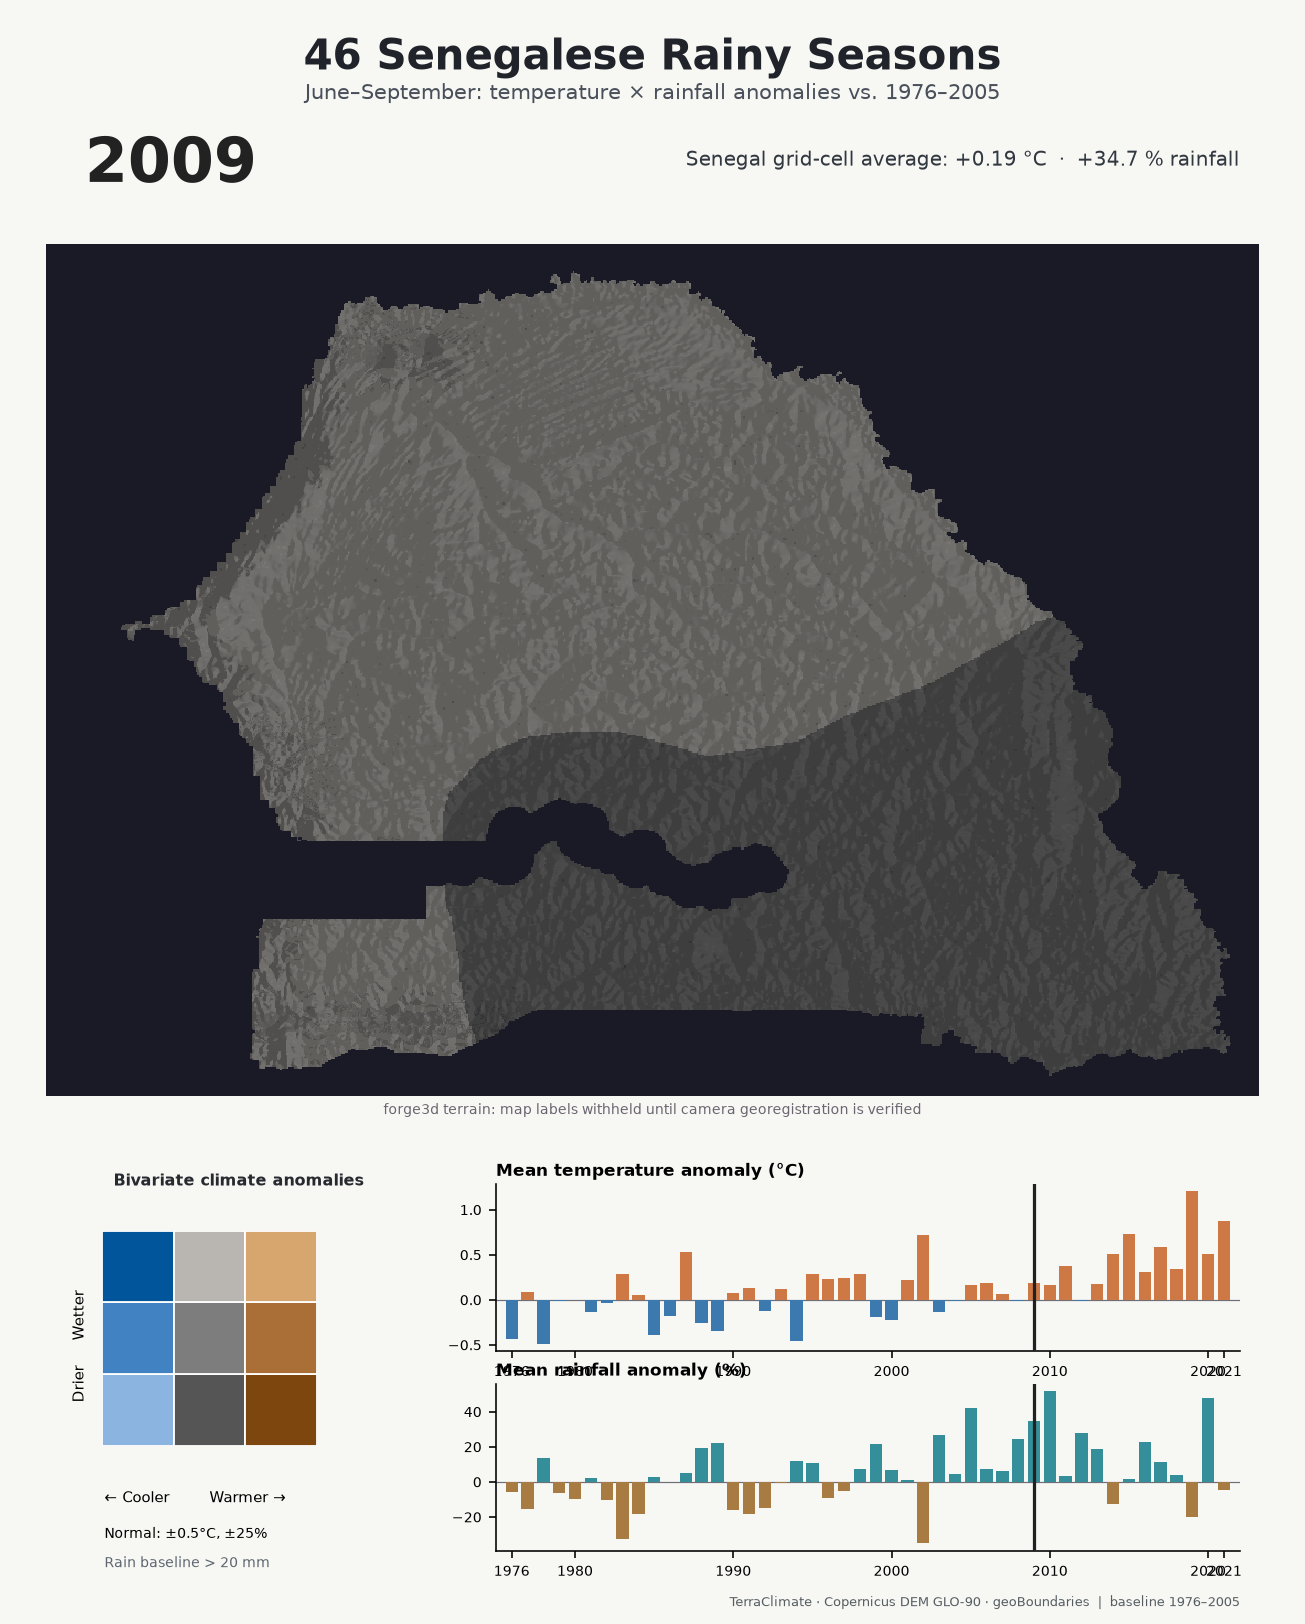 46 Senegalese Rainy Seasons
June–September: temperature × rainfall anomalies vs. 1976–2005
2009
Senegal grid-cell average: +0.19 °C · +34.7 % rainfall
forge3d terrain: map labels withheld until camera georegistration is verified
Bivariate climate anomalies
Wetter
Drier
← Cooler
Warmer →
Normal: ±0.5°C, ±25%
Rain baseline > 20 mm
Mean temperature anomaly (°C)
1.0
0.5
0.0
−0.5
1976 1980 1990 2000 2010 2020 2021
Mean rainfall anomaly (%)
40
20
0
−20
1976 1980 1990 2000 2010 2020 2021
TerraClimate · Copernicus DEM GLO-90 · geoBoundaries | baseline 1976–2005